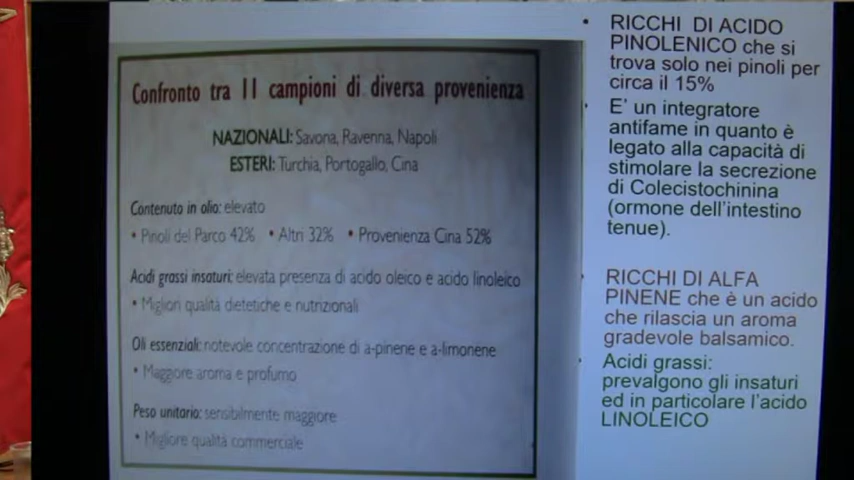 Confronto tra 11 campioni di diversa provenienza
NAZIONALI: Savona, Ravenna, Napoli
ESTERI: Turchia, Portogallo, Cina
Contenuto in olio: elevato
• Pinoli del Parco 42% • Altri 32% • Provenienza Cina 52%
Acidi grassi insaturi: elevata presenza di acido oleico e acido linoleico
• Migliori qualità dietetiche e nutrizionali
Oli essenziali: notevole concentrazione di a-pinene e a-limonene
• Maggiore aroma e profumo
Peso unitario: sensibilmente maggiore
• Migliore qualità commerciale
• RICCHI DI ACIDO
PINOLENICO che si
trova solo nei pinoli per
circa il 15%
• E' un integratore
antifame in quanto è
legato alla capacità di
stimolare la secrezione
di Colecistochinina
(ormone dell'intestino
tenue).
• RICCHI DI ALFA
PINENE che è un acido
che rilascia un aroma
gradevole balsamico.
• Acidi grassi:
prevalgono gli insaturi
ed in particolare l'acido
LINOLEICO